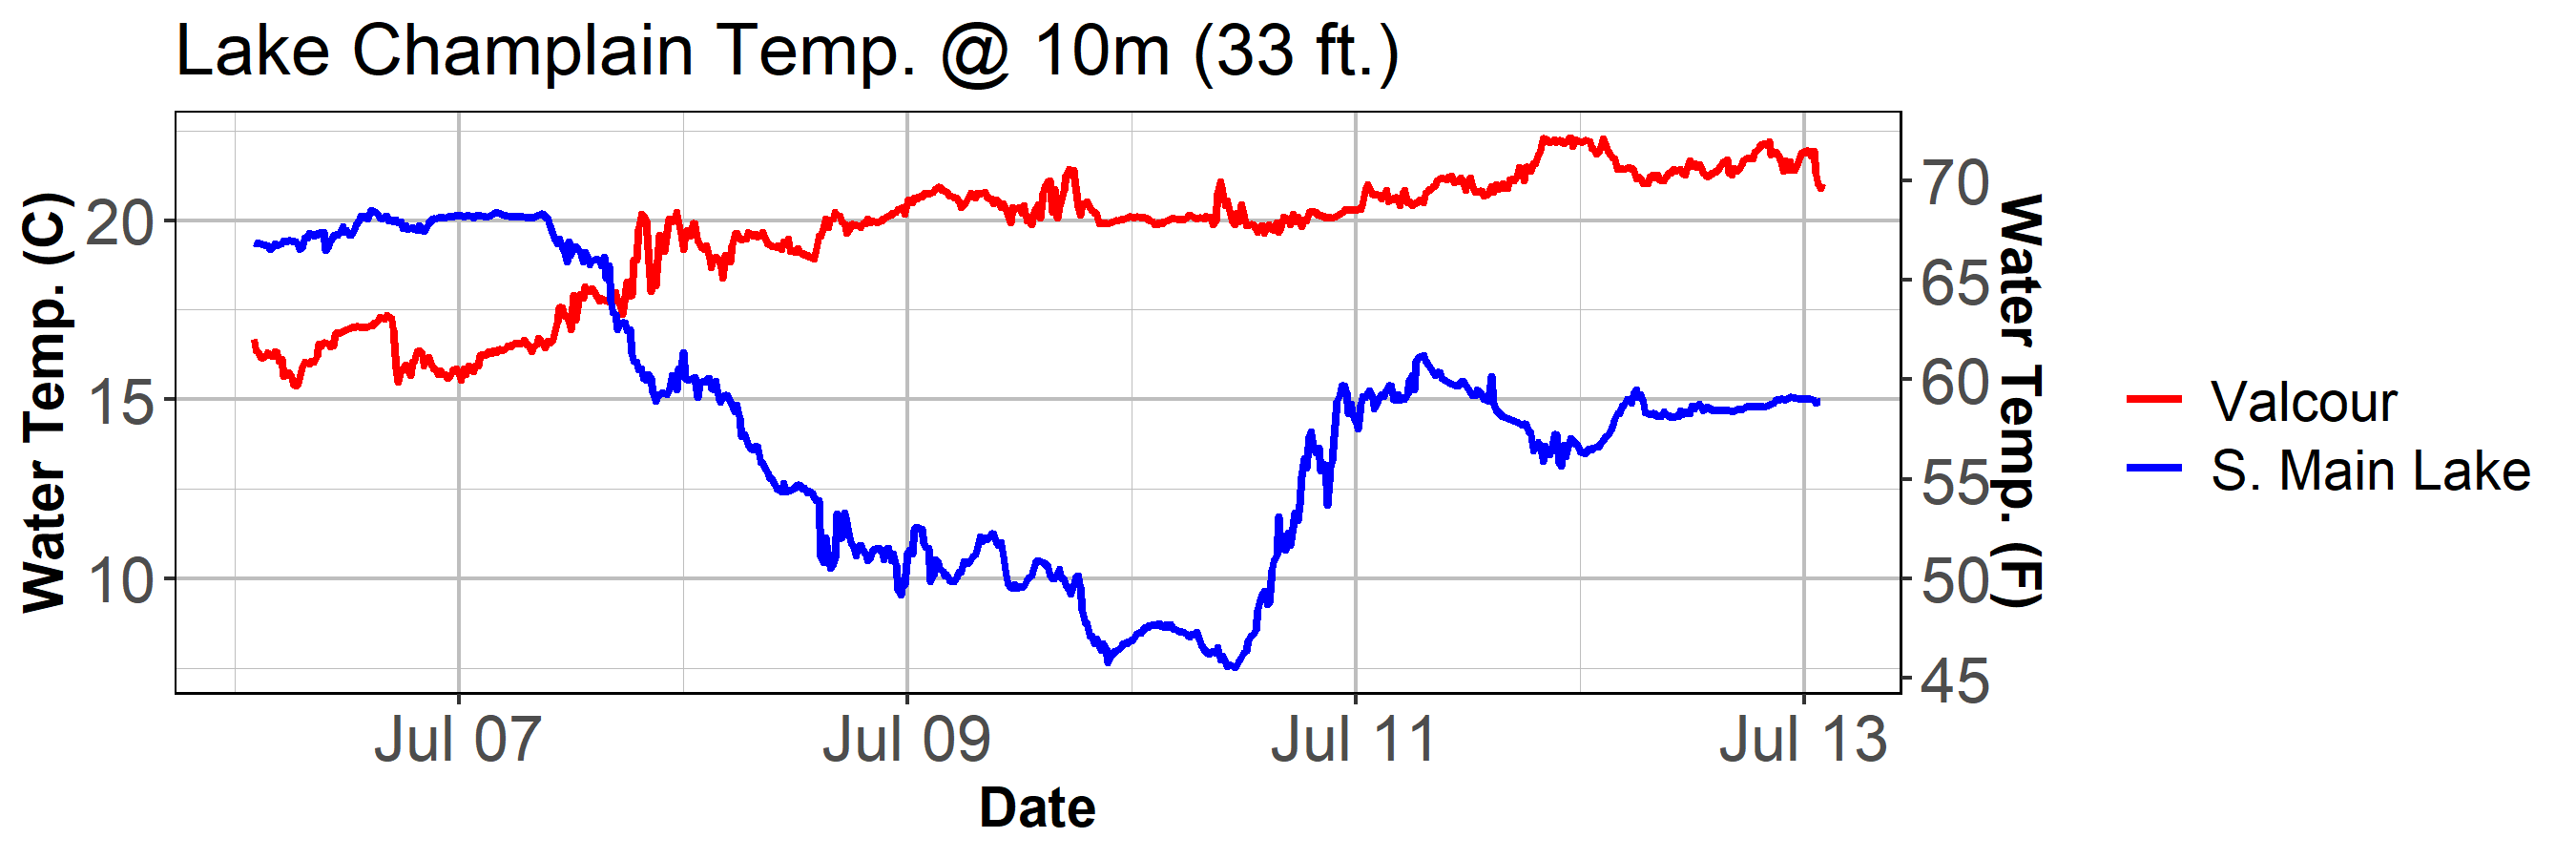 Lake Champlain Temp. @ 10m (33 ft.)
Water Temp. (C)
20
15
10
70
65
60
55
50
45
Water Temp. (F)
Jul 07
Jul 09
Jul 11
Jul 13
Date
Valcour
S. Main Lake